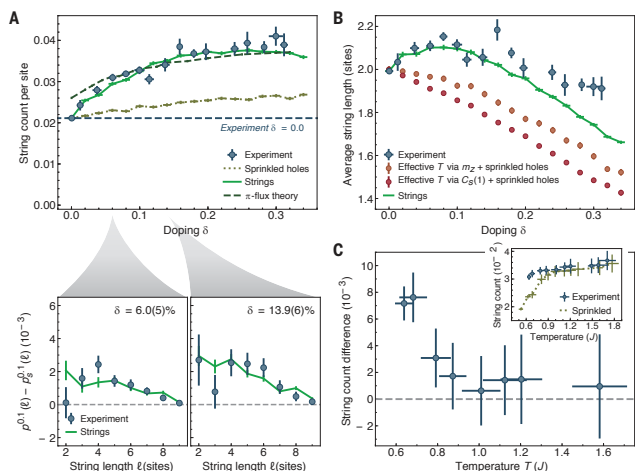 A
String count per site
0.04
0.03
0.02
0.01
0.00
Experiment δ = 0.0
Experiment
Sprinkled holes
Strings
π-flux theory
0.0
0.1
0.2
0.3
Doping δ
δ = 6.0(5)%
δ = 13.9(6)%
p^0.1(ℓ) − p_s^0.1(ℓ) (10⁻³)
6
4
2
0
−2
Experiment
Strings
2
4
6
8
2
4
6
8
String length ℓ(sites)
String length ℓ(sites)
B
Average string length (sites)
2.2
2.0
1.8
1.6
1.4
Experiment
Effective T via m_Z + sprinkled holes
Effective T via C_S(1) + sprinkled holes
Strings
0.0
0.1
0.2
0.3
Doping δ
C
String count difference (10⁻³)
10
8
6
4
2
0
−2
0.6
0.8
1.0
1.2
1.4
1.6
Temperature T (J)
String count (10⁻²)
4
3
2
Experiment
Sprinkled
0.6
0.9
1.2
1.5
1.8
Temperature (J)